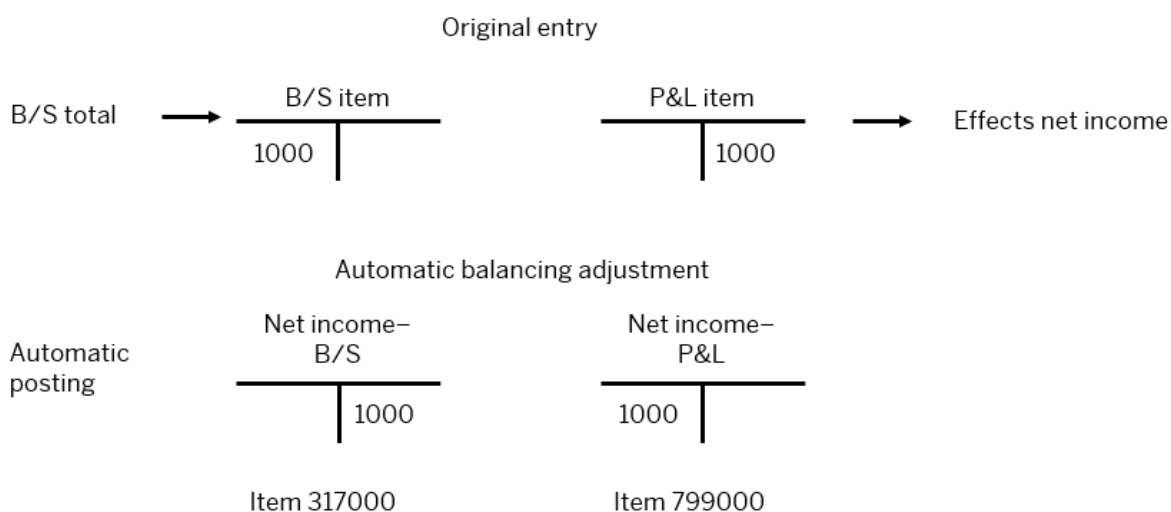 Original entry
B/S total
B/S item
P&L item
Effects net income
1000
1000
Automatic balancing adjustment
Automatic
posting
Net income–
B/S
Net income–
P&L
1000
1000
Item 317000
Item 799000